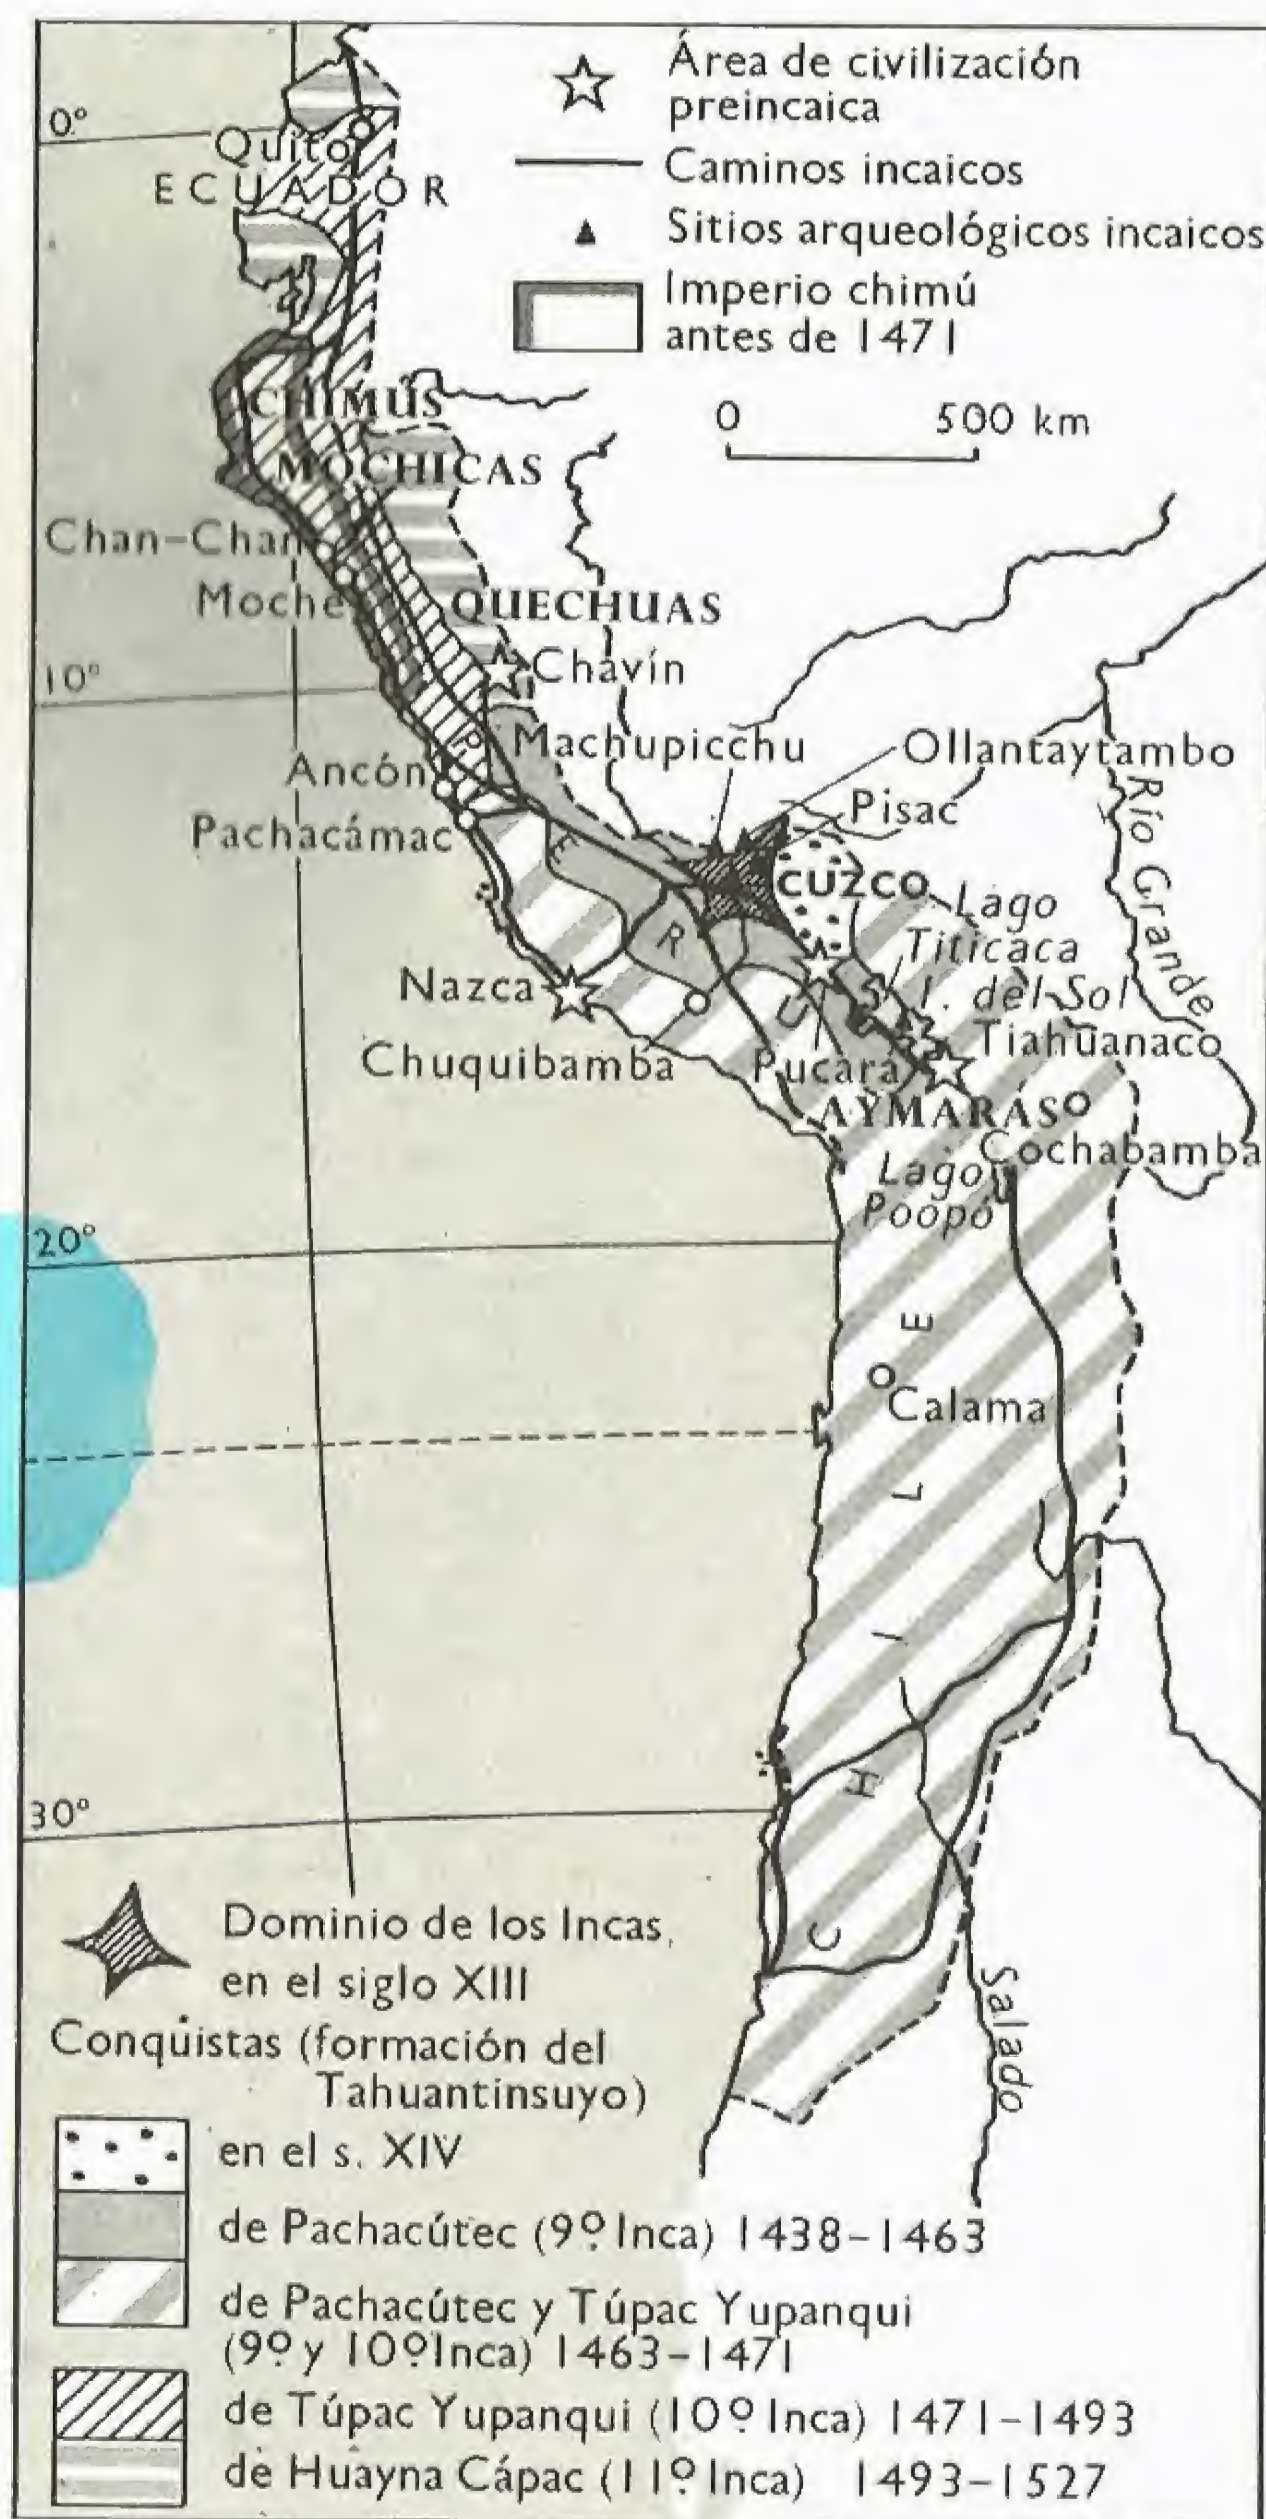 Área de civilización
preincaica
Caminos incaicos
Sitios arqueológicos incaicos
Imperio chimú
antes de 1471
0 500 km
0°
Quito
ECUADOR
CHIMÚS
MOCHICAS
Chan-Chan
Moche
QUECHUAS
Chavín
10°
Machupicchu
Ollantaytambo
Ancón
Pisac
Pachacámac
Río Grande
CUZCO
Lago
Titicaca
I. del Sol
PERÚ
Nazca
Tiahuanaco
Chuquibamba
Pucará
AYMARAS
Cochabamba
Lago
Poopó
20°
Calama
CHILE
30°
Salado
Dominio de los Incas,
en el siglo XIII
Conquistas (formación del
Tahuantinsuyo)
en el s. XIV
de Pachacútec (9º Inca) 1438-1463
de Pachacútec y Túpac Yupanqui
(9º y 10º Inca) 1463-1471
de Túpac Yupanqui (10º Inca) 1471-1493
de Huayna Cápac (11º Inca) 1493-1527